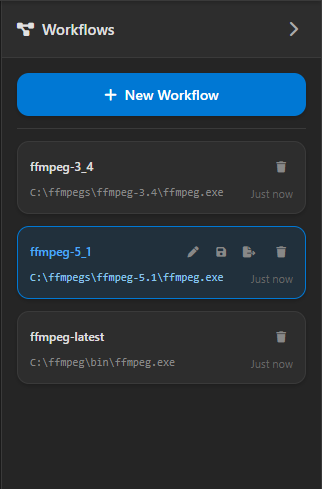 Workflows
New Workflow
ffmpeg-3_4
C:\ffmpegs\ffmpeg-3.4\ffmpeg.exe
Just now
ffmpeg-5_1
C:\ffmpegs\ffmpeg-5.1\ffmpeg.exe
Just now
ffmpeg-latest
C:\ffmpeg\bin\ffmpeg.exe
Just now